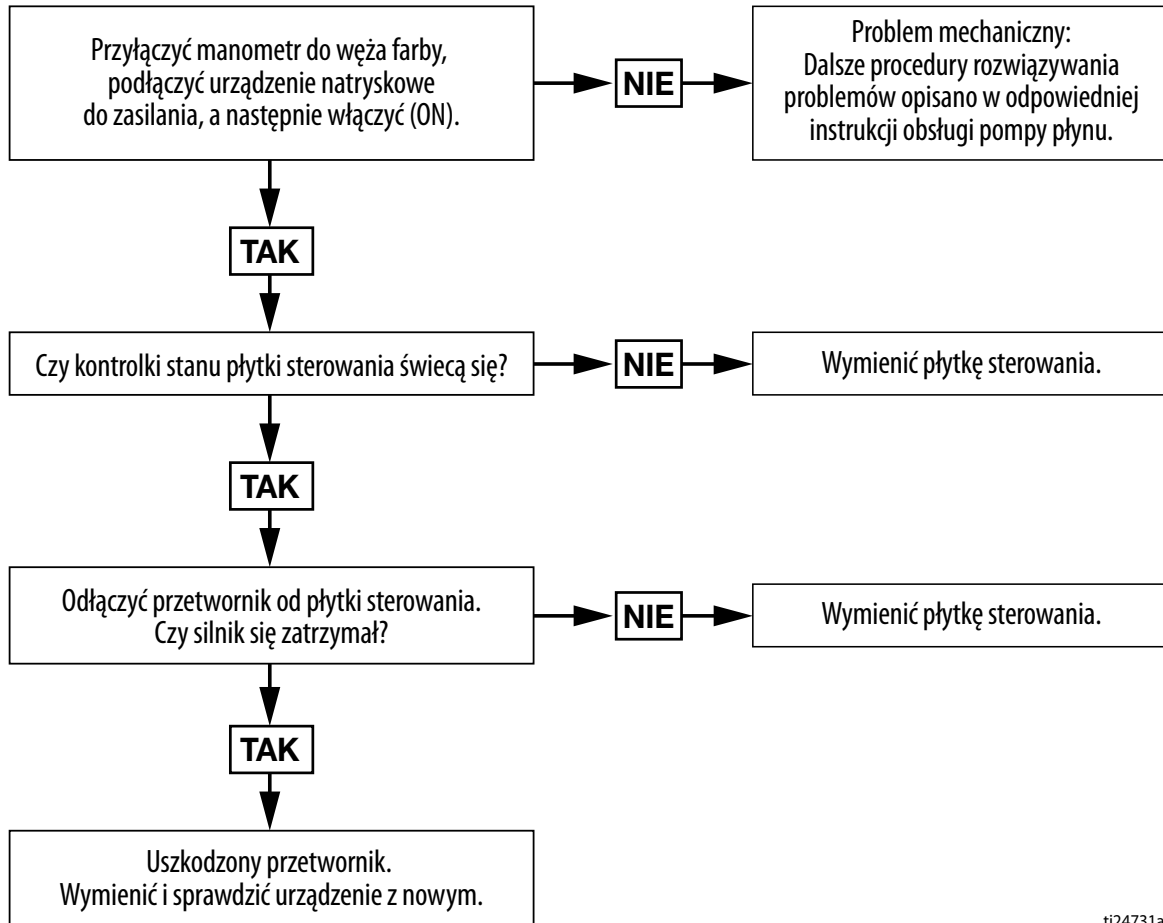 Przyłączyć manometr do węża farby,
podłączyć urządzenie natryskowe
do zasilania, a następnie włączyć (ON).
NIE
Problem mechaniczny:
Dalsze procedury rozwiązywania
problemów opisano w odpowiedniej
instrukcji obsługi pompy płynu.
TAK
Czy kontrolki stanu płytki sterowania świecą się?
NIE
Wymienić płytkę sterowania.
TAK
Odłączyć przetwornik od płytki sterowania.
Czy silnik się zatrzymał?
NIE
Wymienić płytkę sterowania.
TAK
Uszkodzony przetwornik.
Wymienić i sprawdzić urządzenie z nowym.
ti24731a